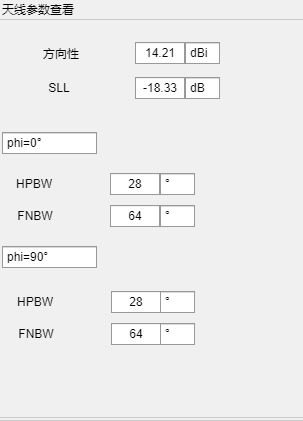 天线参数查看
方向性 14.21 dBi
SLL -18.33 dB
phi=0°
HPBW 28 °
FNBW 64 °
phi=90°
HPBW 28 °
FNBW 64 °